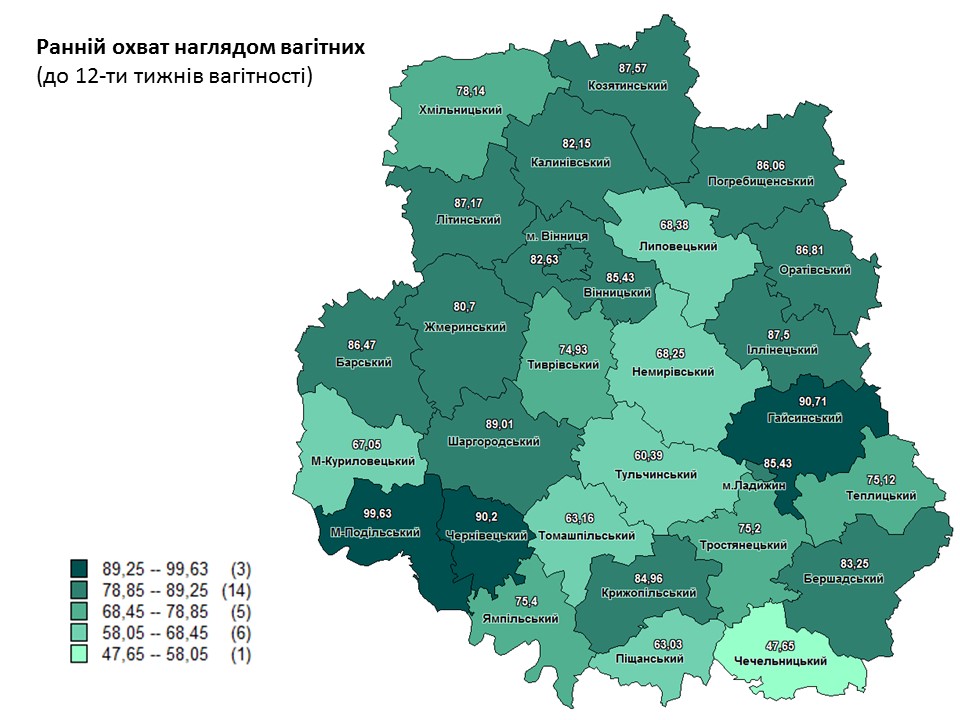 Ранній охват наглядом вагітних
(до 12-ти тижнів вагітності)
87,57
Козятинський
78,14
Хмільницький
82,15
Калинівський
86,06
Погребищенський
87,17
Літинський
68,38
Липовецький
м. Вінниця
82,63
86,81
Оратівський
85,43
Вінницький
80,7
Жмеринський
87,5
Іллінецький
86,47
Барський
74,93
Тиврівський
68,25
Немирівський
90,71
Гайсинський
89,01
Шаргородський
67,05
М-Куриловецький
60,39
Тульчинський
85,43
м.Ладижин
75,12
Теплицький
99,63
М-Подільський
90,2
Чернівецький
63,16
Томашпільський
75,2
Тростянецький
83,25
Бершадський
84,96
Крижопільський
75,4
Ямпільський
63,03
Піщанський
47,65
Чечельницький
89,25 -- 99,63 (3)
78,85 -- 89,25 (14)
68,45 -- 78,85 (5)
58,05 -- 68,45 (6)
47,65 -- 58,05 (1)